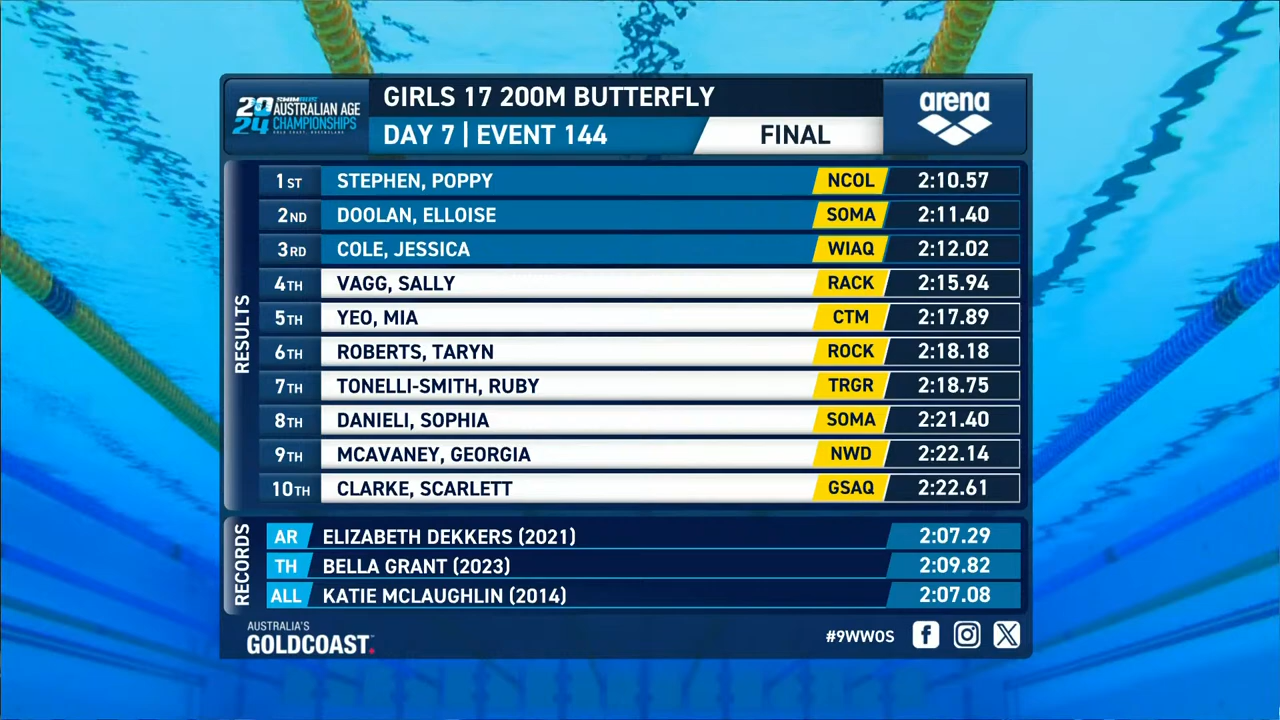 2024 AUSTRALIAN AGE
CHAMPIONSHIPS
GIRLS 17 200M BUTTERFLY
DAY 7 | EVENT 144
FINAL
arena
RESULTS
1ST STEPHEN, POPPY NCOL 2:10.57
2ND DOOLAN, ELLOISE SOMA 2:11.40
3RD COLE, JESSICA WIAQ 2:12.02
4TH VAGG, SALLY RACK 2:15.94
5TH YEO, MIA CTM 2:17.89
6TH ROBERTS, TARYN ROCK 2:18.18
7TH TONELLI-SMITH, RUBY TRGR 2:18.75
8TH DANIELI, SOPHIA SOMA 2:21.40
9TH MCAVANEY, GEORGIA NWD 2:22.14
10TH CLARKE, SCARLETT GSAQ 2:22.61
RECORDS
AR ELIZABETH DEKKERS (2021) 2:07.29
TH BELLA GRANT (2023) 2:09.82
ALL KATIE MCLAUGHLIN (2014) 2:07.08
AUSTRALIA'S
GOLDCOAST.
#9WWOS